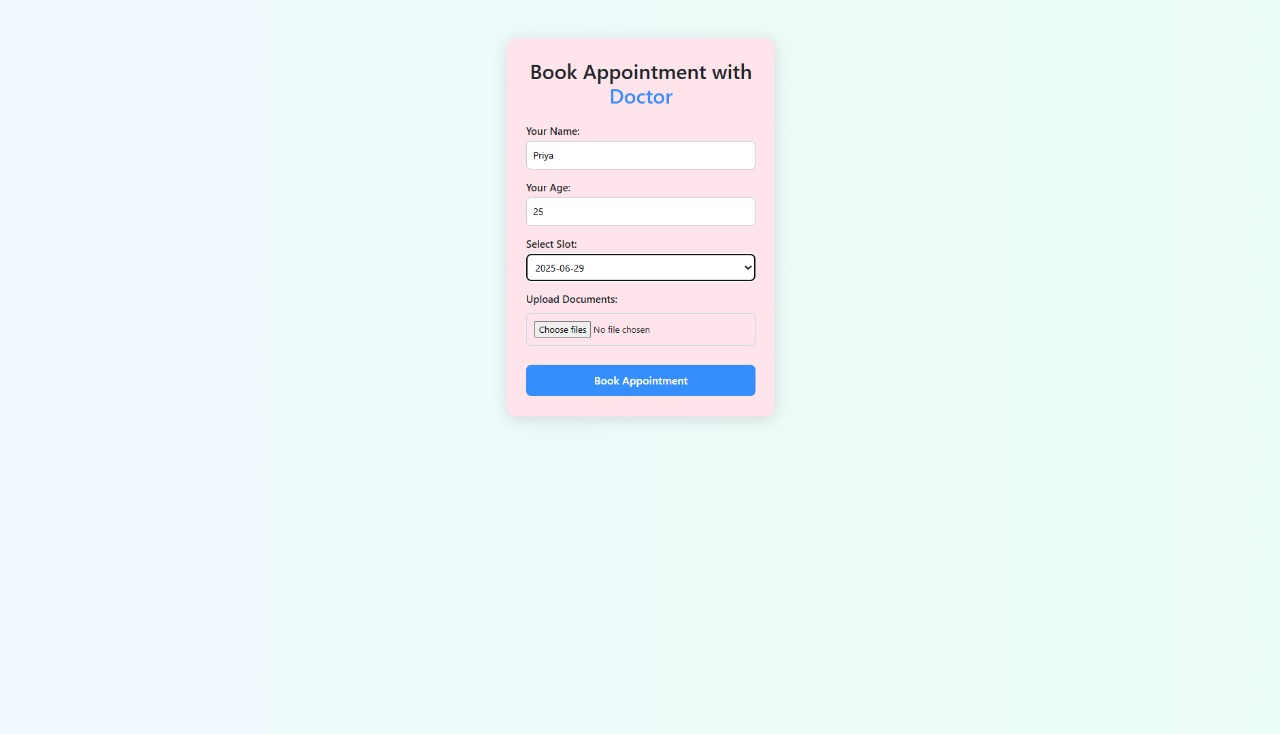 Book Appointment with
Doctor
Your Name:
Priya
Your Age:
25
Select Slot:
2025-06-29
Upload Documents:
Choose files No file chosen
Book Appointment